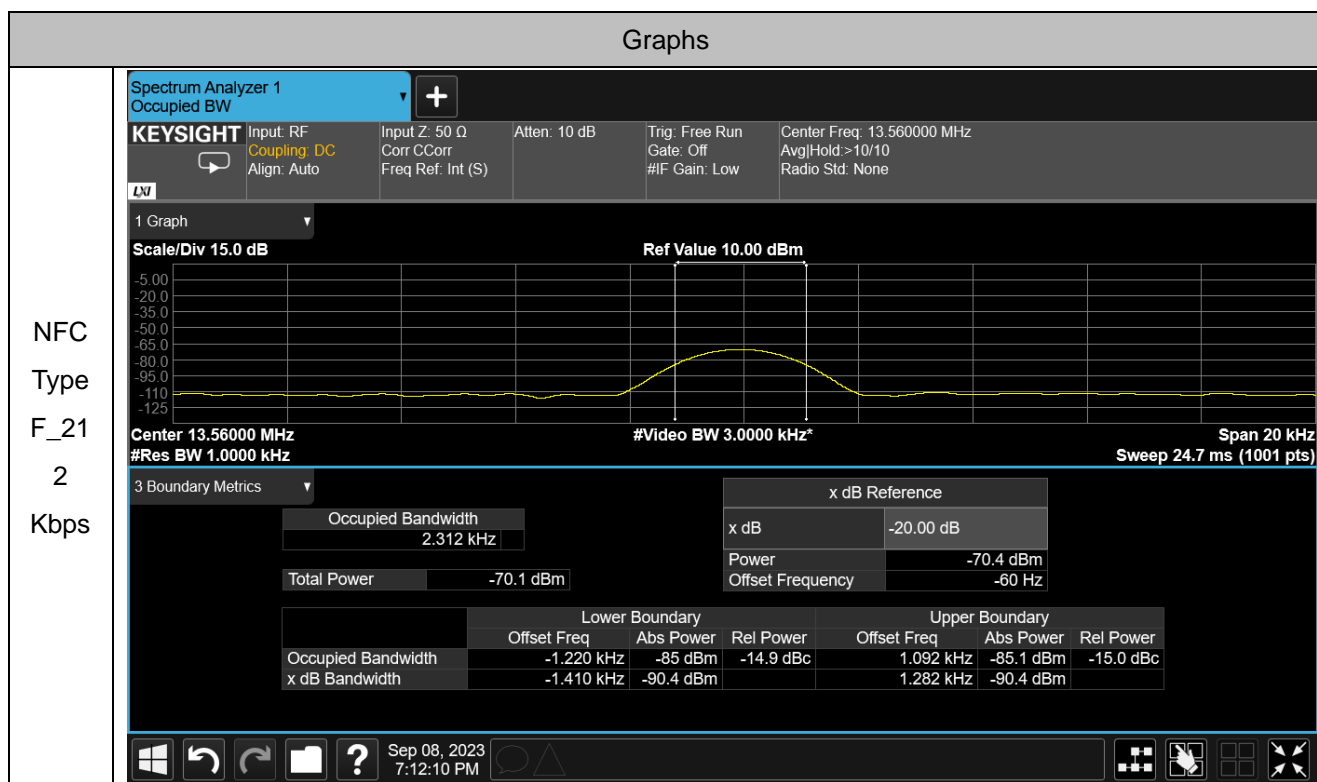 Graphs
NFC
Type
F_21
2
Kbps
Spectrum Analyzer 1
Occupied BW
KEYSIGHT
LXI
Input: RF
Coupling: DC
Align: Auto
Input Z: 50 Ω
Corr CCorr
Freq Ref: Int (S)
Atten: 10 dB
Trig: Free Run
Gate: Off
#IF Gain: Low
Center Freq: 13.560000 MHz
Avg|Hold:>10/10
Radio Std: None
1 Graph
Scale/Div 15.0 dB
Ref Value 10.00 dBm
-5.00
-20.0
-35.0
-50.0
-65.0
-80.0
-95.0
-110
-125
Center 13.56000 MHz
#Video BW 3.0000 kHz*
Span 20 kHz
#Res BW 1.0000 kHz
Sweep 24.7 ms (1001 pts)
3 Boundary Metrics
Occupied Bandwidth
2.312 kHz
Total Power -70.1 dBm
x dB Reference
x dB -20.00 dB
Power -70.4 dBm
Offset Frequency -60 Hz
Lower Boundary Upper Boundary
Offset Freq Abs Power Rel Power Offset Freq Abs Power Rel Power
Occupied Bandwidth -1.220 kHz -85 dBm -14.9 dBc 1.092 kHz -85.1 dBm -15.0 dBc
x dB Bandwidth -1.410 kHz -90.4 dBm 1.282 kHz -90.4 dBm
Sep 08, 2023
7:12:10 PM